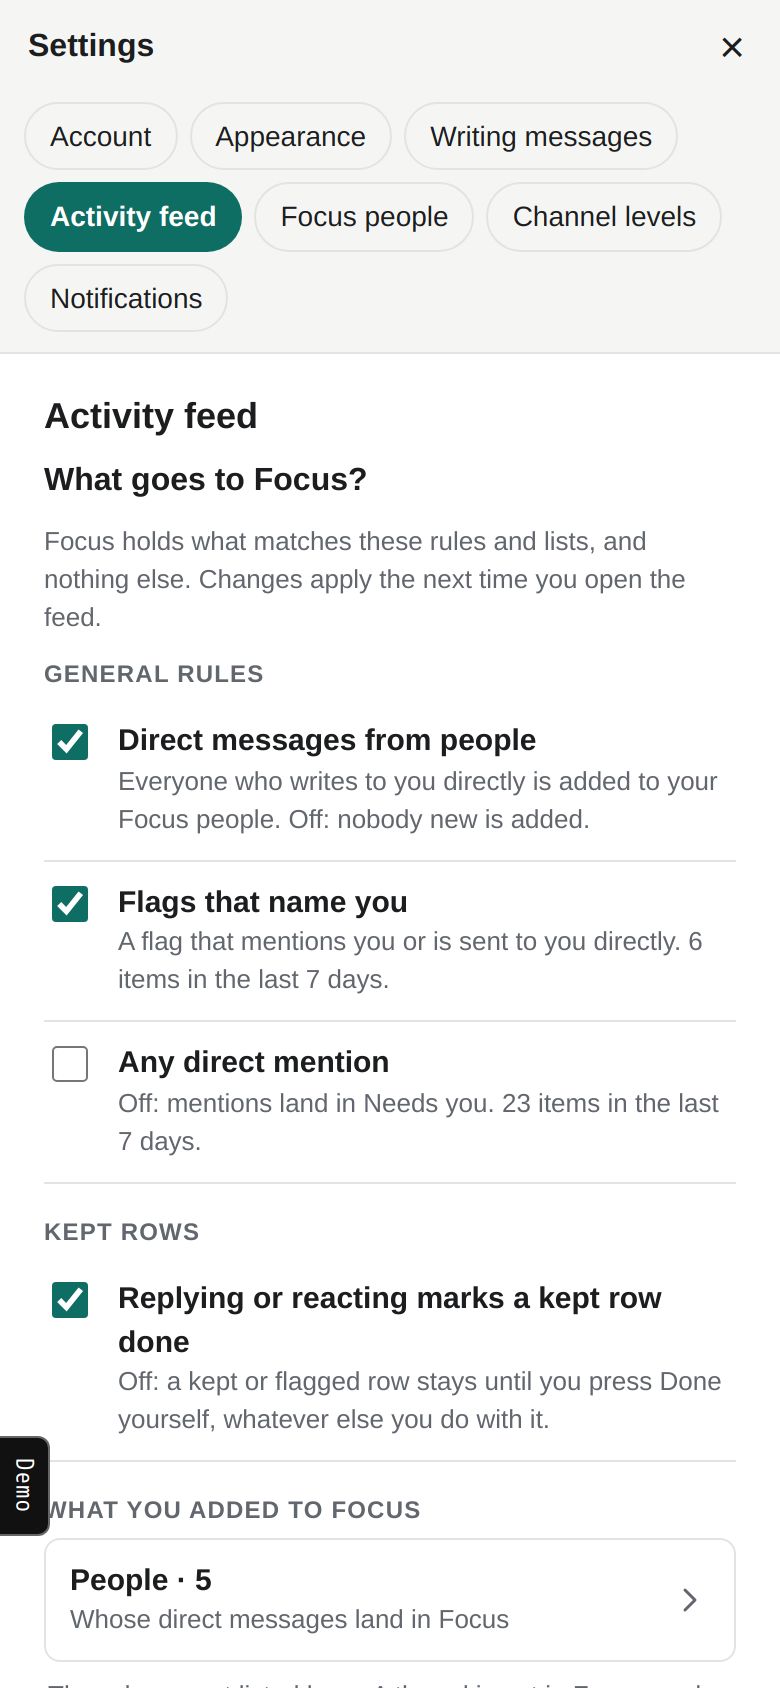 Settings
Account
Appearance
Writing messages
Activity feed
Focus people
Channel levels
Notifications
Activity feed
What goes to Focus?
Focus holds what matches these rules and lists, and
nothing else. Changes apply the next time you open the
feed.
GENERAL RULES
Direct messages from people
Everyone who writes to you directly is added to your
Focus people. Off: nobody new is added.
Flags that name you
A flag that mentions you or is sent to you directly. 6
items in the last 7 days.
Any direct mention
Off: mentions land in Needs you. 23 items in the last
7 days.
KEPT ROWS
Replying or reacting marks a kept row
done
Off: a kept or flagged row stays until you press Done
yourself, whatever else you do with it.
Demo
WHAT YOU ADDED TO FOCUS
People · 5
Whose direct messages land in Focus